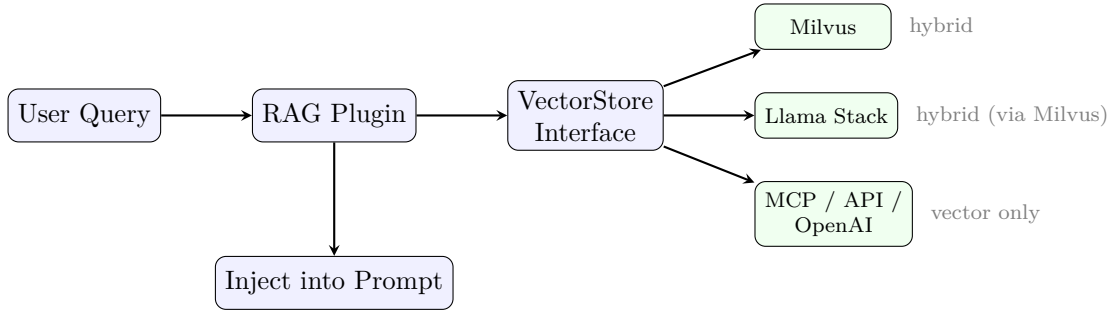 Milvus
hybrid
User Query
RAG Plugin
VectorStore
Interface
Llama Stack
hybrid (via Milvus)
MCP / API /
OpenAI
vector only
Inject into Prompt